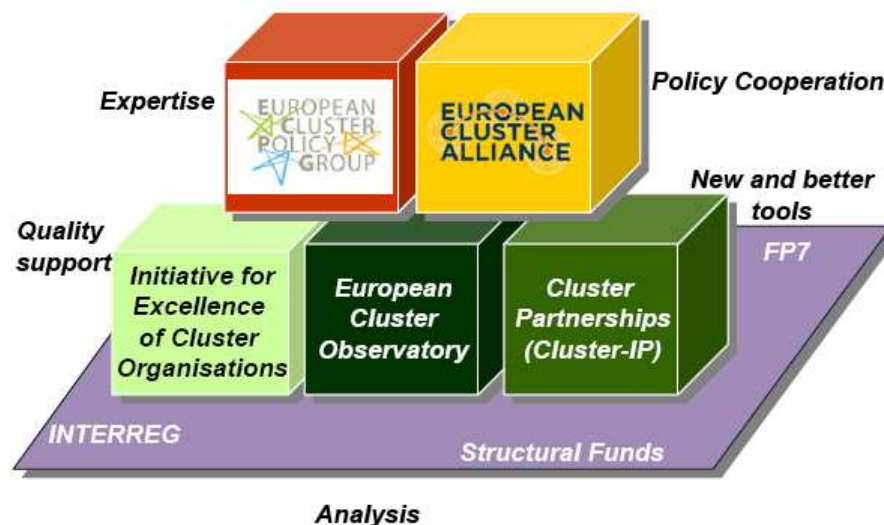 Expertise
EUROPEAN
CLUSTER
POLICY
GROUP
EUROPEAN
CLUSTER
ALLIANCE
Policy Cooperation
New and better
tools
Quality
support
Initiative for
Excellence
of Cluster
Organisations
European
Cluster
Observatory
Cluster
Partnerships
(Cluster-IP)
FP7
INTERREG
Structural Funds
Analysis